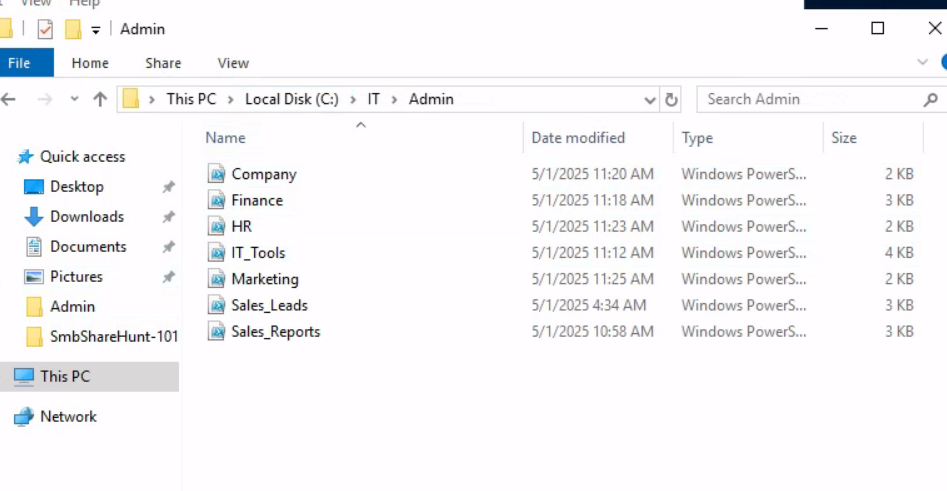 View Help
Admin
File Home Share View
This PC Local Disk (C:) IT Admin Search Admin
Name Date modified Type Size
Quick access
Desktop
Downloads
Documents
Pictures
Admin
SmbShareHunt-101
This PC
Network
Company 5/1/2025 11:20 AM Windows PowerS... 2 KB
Finance 5/1/2025 11:18 AM Windows PowerS... 3 KB
HR 5/1/2025 11:23 AM Windows PowerS... 2 KB
IT_Tools 5/1/2025 11:12 AM Windows PowerS... 4 KB
Marketing 5/1/2025 11:25 AM Windows PowerS... 2 KB
Sales_Leads 5/1/2025 4:34 AM Windows PowerS... 3 KB
Sales_Reports 5/1/2025 10:58 AM Windows PowerS... 3 KB